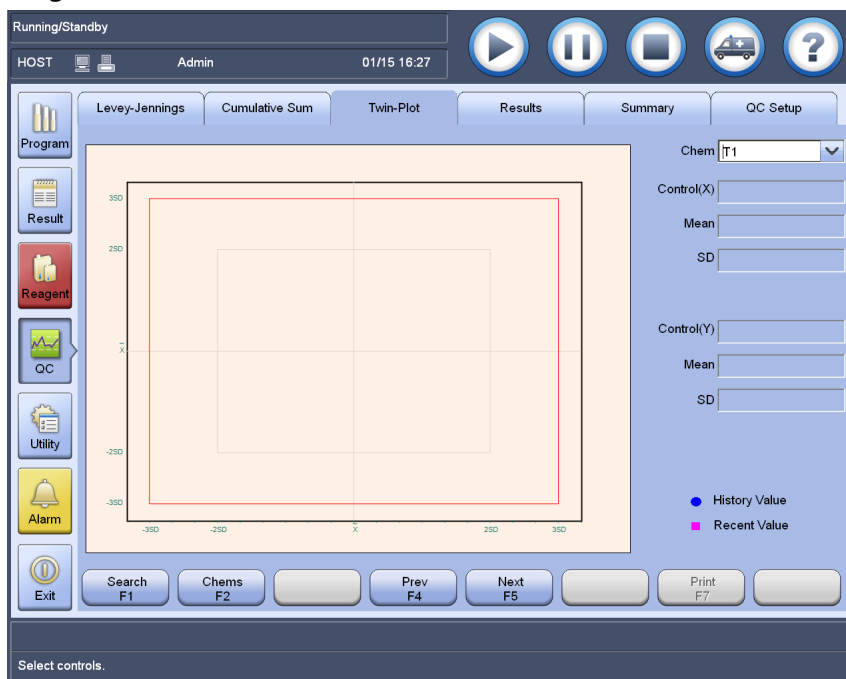 Running/Standby
HOST Admin 01/15 16:27
?
Levey-Jennings Cumulative Sum Twin-Plot Results Summary QC Setup
Program
Result
Reagent
QC
Utility
Alarm
Exit
Chem T1
Control(X)
Mean
SD
Control(Y)
Mean
SD
3SD
2SD
X
-2SD
-3SD
-3SD -2SD X 2SD 3SD
History Value
Recent Value
Search F1
Chems F2
Prev F4
Next F5
Print F7
Select controls.